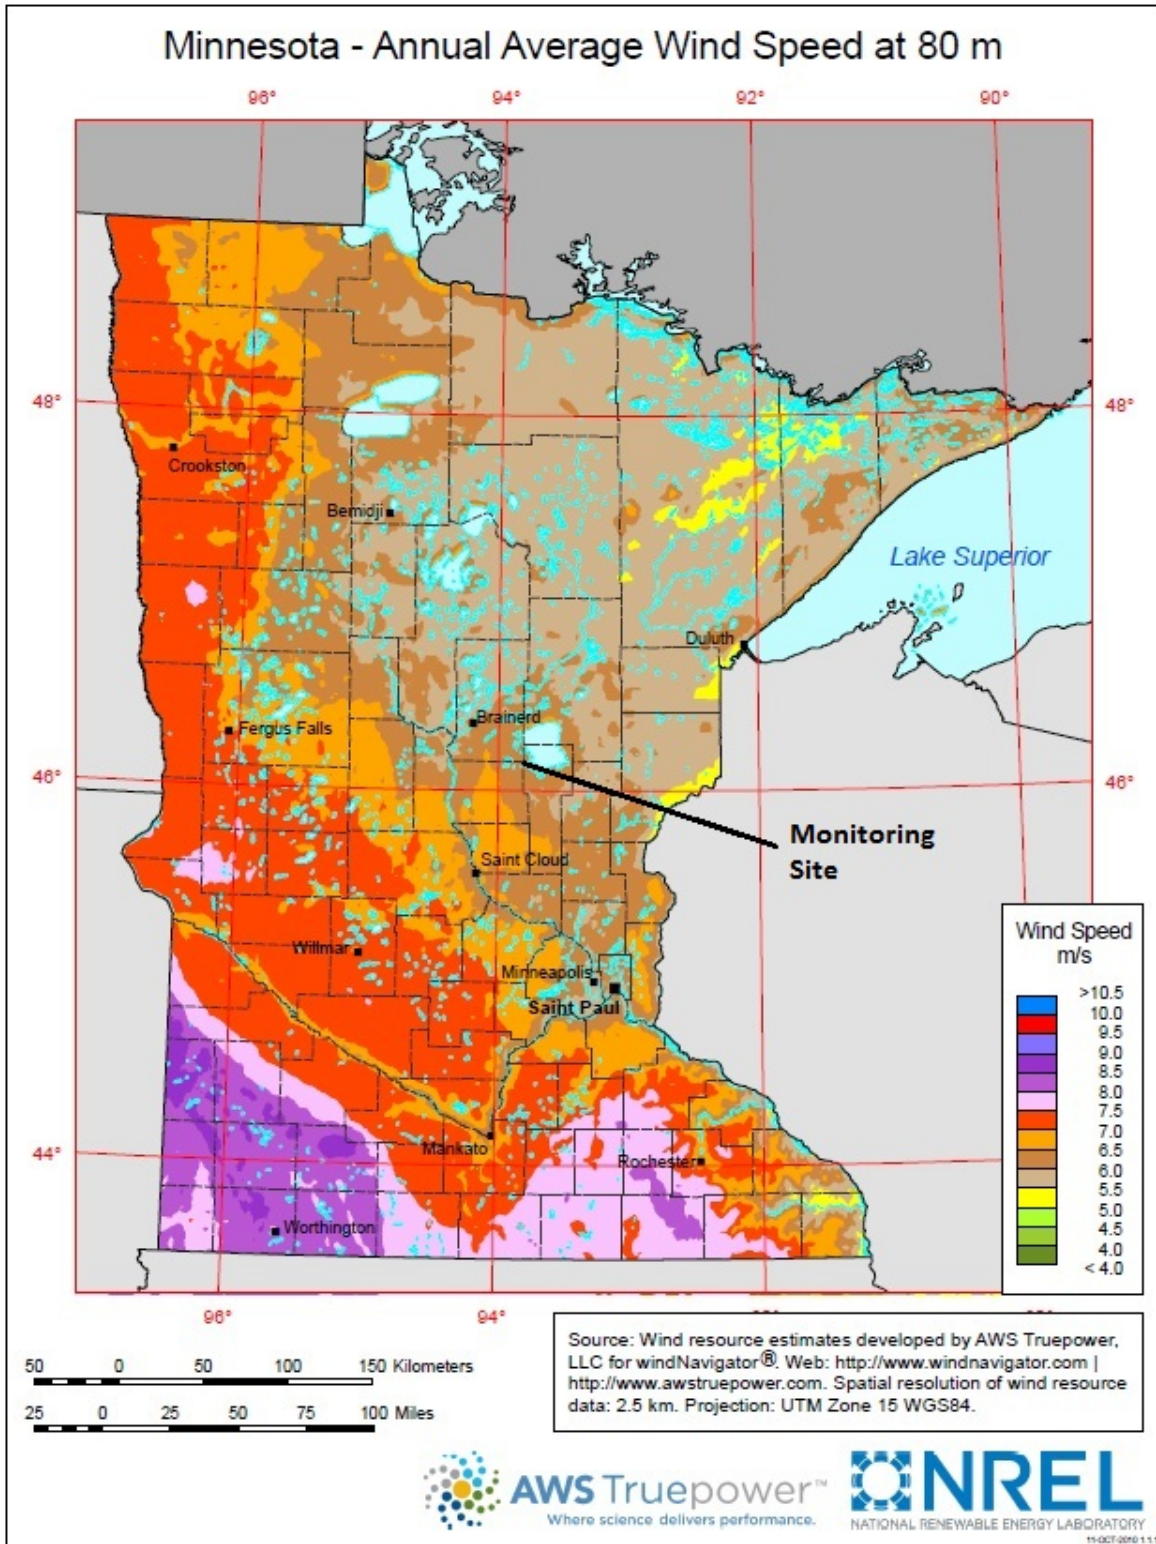 Minnesota - Annual Average Wind Speed at 80 m
96° 94° 92° 90°
48° 48°
Crookston
Bemidji
Lake Superior
Duluth
Brainerd
Fergus Falls
46° 46°
Monitoring
Site
Saint Cloud
Willmar
Minneapolis
Saint Paul
Mankato
44°
Rochester
Worthington
Wind Speed
m/s
>10.5
10.0
9.5
9.0
8.5
8.0
7.5
7.0
6.5
6.0
5.5
5.0
4.5
4.0
< 4.0
96° 94°
50 0 50 100 150 Kilometers
25 0 25 50 75 100 Miles
Source: Wind resource estimates developed by AWS Truepower,
LLC for windNavigator®. Web: http://www.windnavigator.com |
http://www.awstruepower.com. Spatial resolution of wind resource
data: 2.5 km. Projection: UTM Zone 15 WGS84.
AWS Truepower™
Where science delivers performance.
NREL
NATIONAL RENEWABLE ENERGY LABORATORY